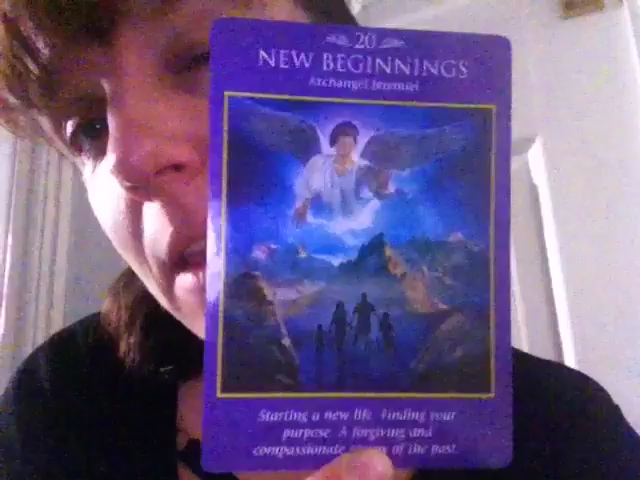 20
NEW BEGINNINGS
Archangel Jeremiel
Starting a new life. Finding your
purpose. A forgiving and
compassionate of the past.